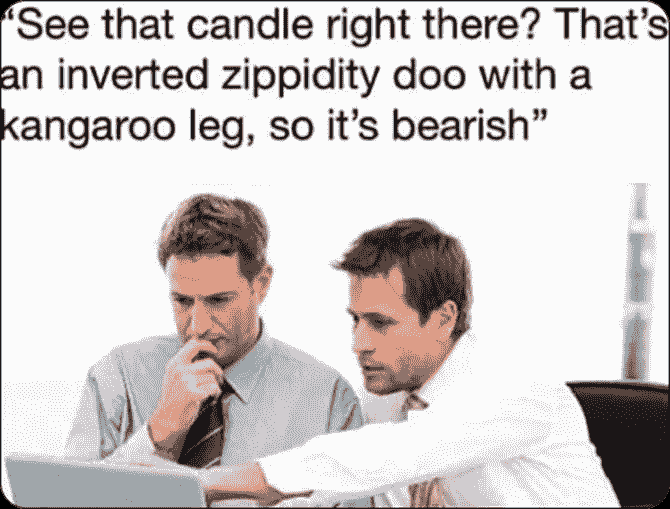 “See that candle right there? That’s
an inverted zippidity doo with a
kangaroo leg, so it’s bearish”